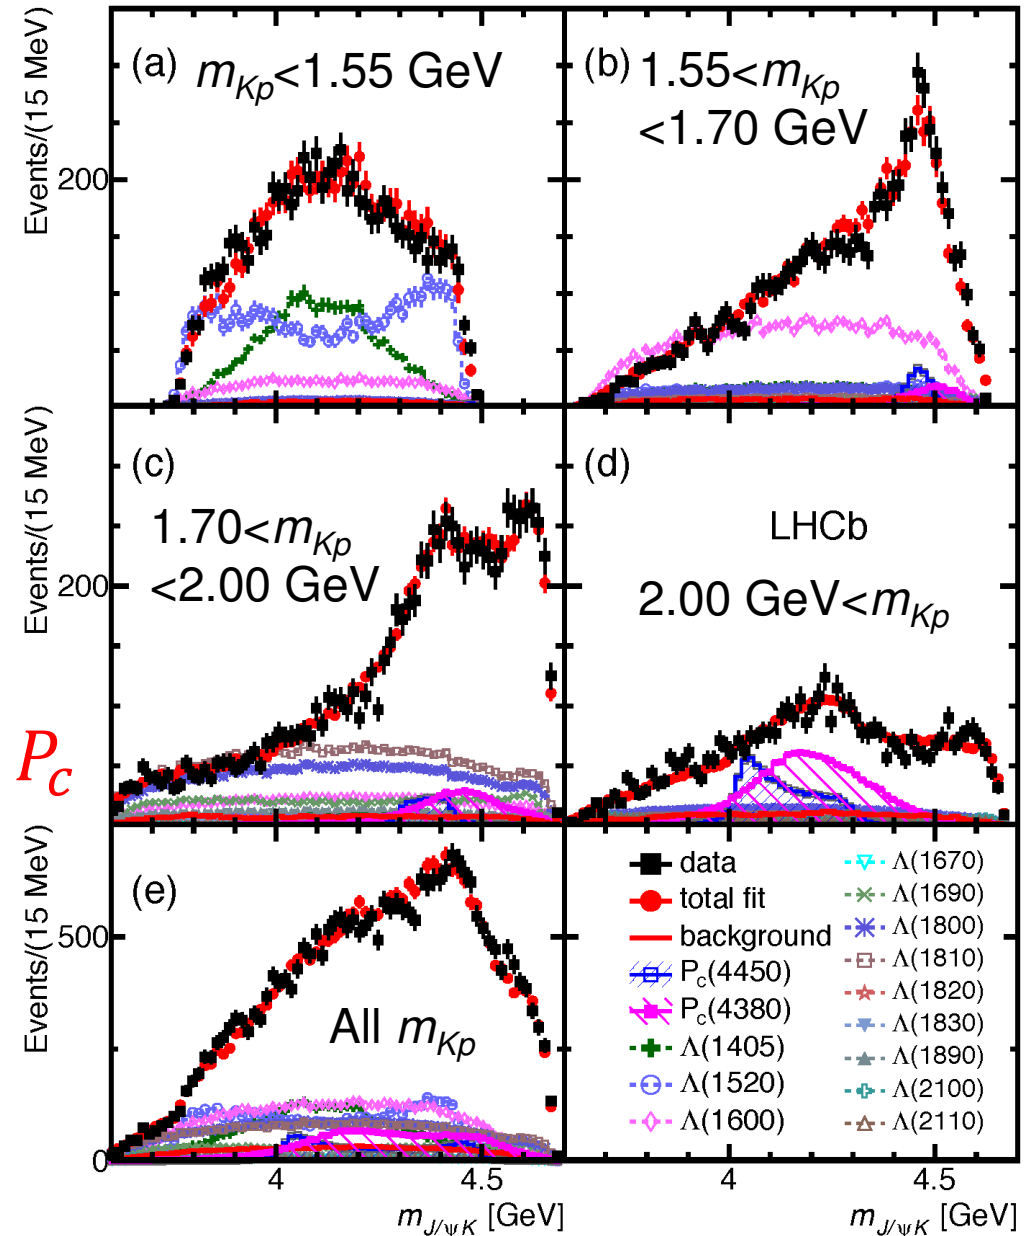 Events/(15 MeV)
200
(a) m_Kp<1.55 GeV
(b) 1.55<m_Kp
<1.70 GeV
Events/(15 MeV)
200
(c)
1.70<m_Kp
<2.00 GeV
(d)
LHCb
2.00 GeV<m_Kp
P_c
Events/(15 MeV)
500
0
(e)
All m_Kp
data
total fit
background
P_c(4450)
P_c(4380)
Λ(1405)
Λ(1520)
Λ(1600)
Λ(1670)
Λ(1690)
Λ(1800)
Λ(1810)
Λ(1820)
Λ(1830)
Λ(1890)
Λ(2100)
Λ(2110)
4 4.5
m_J/ψK [GeV]
4 4.5
m_J/ψK [GeV]